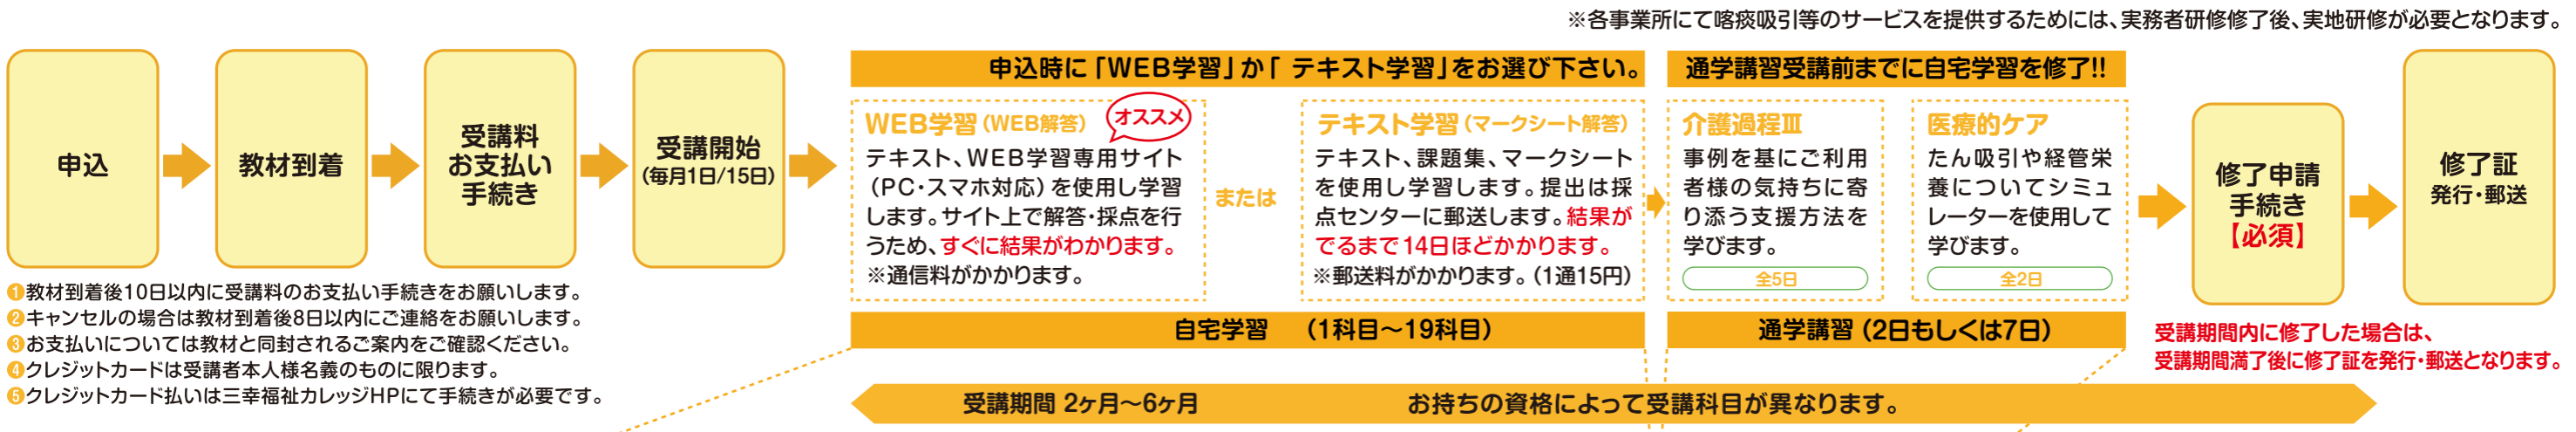 ※各事業所にて喀痰吸引等のサービスを提供するためには、実務者研修修了後、実地研修が必要となります。
申込
教材到着
受講料
お支払い
手続き
受講開始
(毎月1日/15日)
申込時に「WEB学習」か「 テキスト学習」をお選び下さい。
WEB学習(WEB解答)
オススメ
テキスト、WEB学習専用サイト
(PC・スマホ対応)を使用し学習
します。サイト上で解答・採点を行
うため、すぐに結果がわかります。
※通信料がかかります。
または
テキスト学習(マークシート解答)
テキスト、課題集、マークシート
を使用し学習します。提出は採
点センターに郵送します。結果が
でるまで14日ほどかかります。
※郵送料がかかります。(1通15円)
自宅学習 (1科目〜19科目)
通学講習受講前までに自宅学習を修了!!
介護過程Ⅲ
事例を基にご利用
者様の気持ちに寄
り添う支援方法を
学びます。
全5日
医療的ケア
たん吸引や経管栄
養についてシミュ
レーターを使用して
学びます。
全2日
通学講習(2日もしくは7日)
修了申請
手続き
【必須】
修了証
発行・郵送
❶教材到着後10日以内に受講料のお支払い手続きをお願いします。
❷キャンセルの場合は教材到着後8日以内にご連絡をお願いします。
❸お支払いについては教材と同封されるご案内をご確認ください。
❹クレジットカードは受講者本人様名義のものに限ります。
❺クレジットカード払いは三幸福祉カレッジHPにて手続きが必要です。
受講期間内に修了した場合は、
受講期間満了後に修了証を発行・郵送となります。
受講期間 2ヶ月〜6ヶ月 お持ちの資格によって受講科目が異なります。